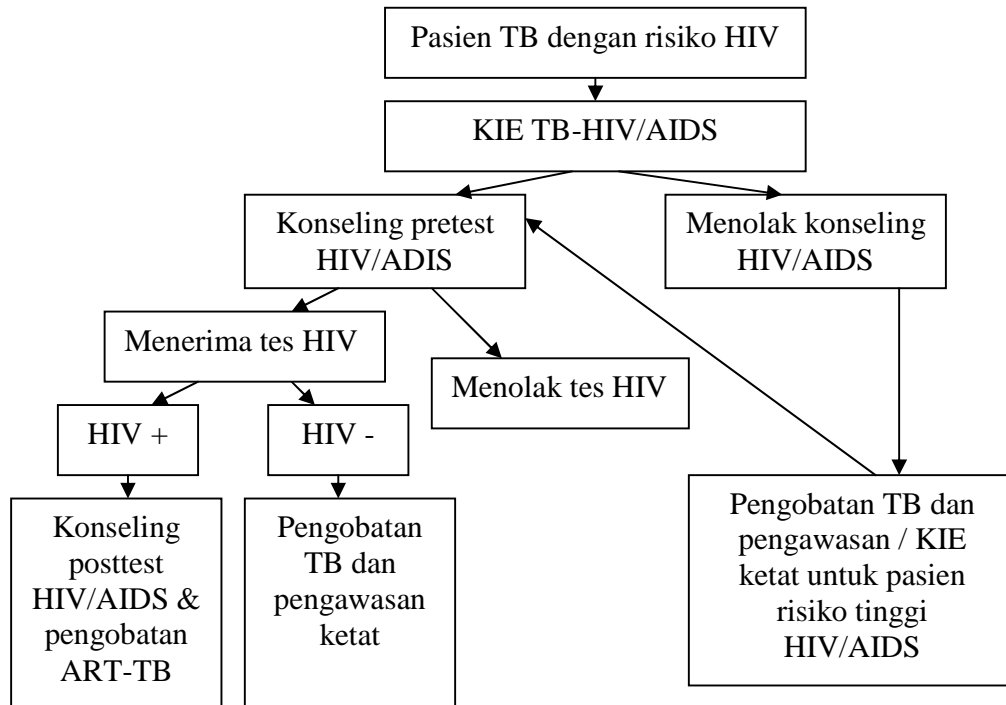 Pasien TB dengan risiko HIV
KIE TB-HIV/AIDS
Konseling pretest
HIV/ADIS
Menolak konseling
HIV/AIDS
Menerima tes HIV
Menolak tes HIV
HIV +
HIV -
Konseling
posttest
HIV/AIDS &
pengobatan
ART-TB
Pengobatan
TB dan
pengawasan
ketat
Pengobatan TB dan
pengawasan / KIE
ketat untuk pasien
risiko tinggi
HIV/AIDS